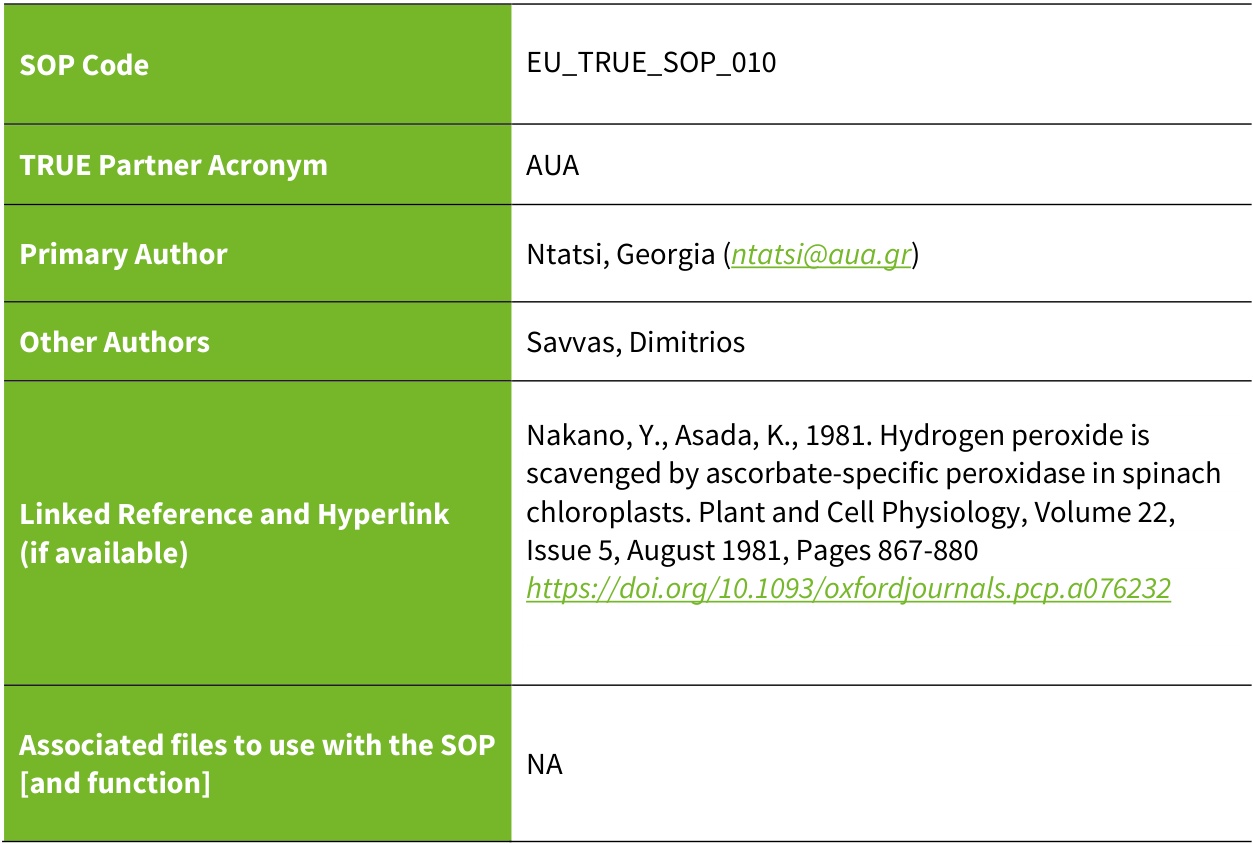 SOP Code
EU_TRUE_SOP_010
TRUE Partner Acronym
AUA
Primary Author
Ntatsi, Georgia (ntatsi@aua.gr)
Other Authors
Savvas, Dimitrios
Linked Reference and Hyperlink
(if available)
Nakano, Y., Asada, K., 1981. Hydrogen peroxide is
scavenged by ascorbate-specific peroxidase in spinach
chloroplasts. Plant and Cell Physiology, Volume 22,
Issue 5, August 1981, Pages 867-880
https://doi.org/10.1093/oxfordjournals.pcp.a076232
Associated files to use with the SOP
[and function]
NA